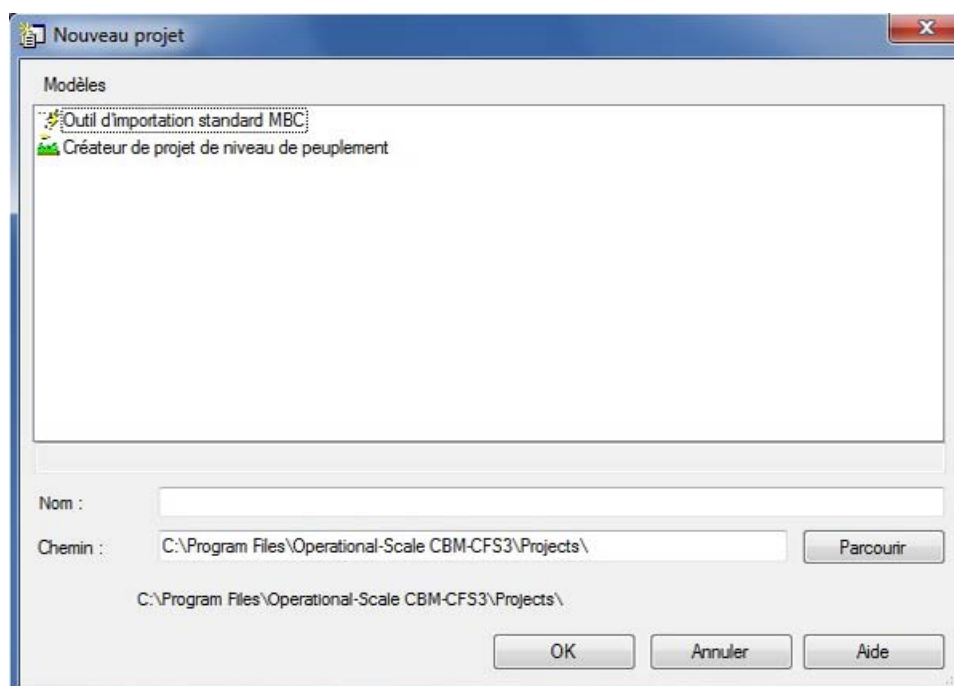 Nouveau projet
Modèles
Outil d'importation standard MBC
Créateur de projet de niveau de peuplement
Nom :
Chemin : C:\Program Files\Operational-Scale CBM-CFS3\Projects\ Parcourir
C:\Program Files\Operational-Scale CBM-CFS3\Projects\
OK Annuler Aide